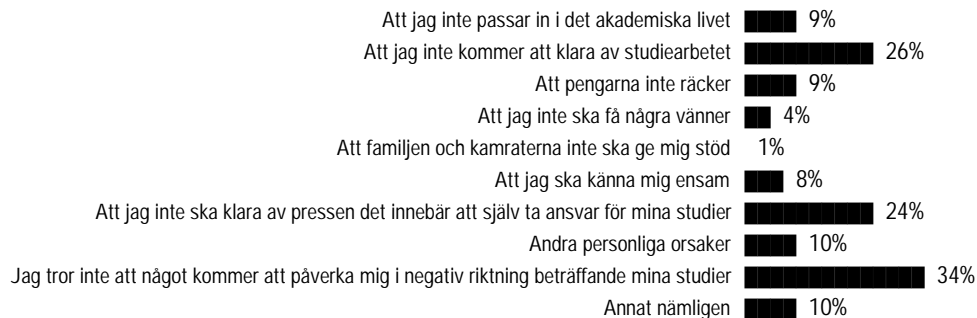 Att jag inte passar in i det akademiska livet 9%
Att jag inte kommer att klara av studiearbetet 26%
Att pengarna inte räcker 9%
Att jag inte ska få några vänner 4%
Att familjen och kamraterna inte ska ge mig stöd 1%
Att jag ska känna mig ensam 8%
Att jag inte ska klara av pressen det innebär att själv ta ansvar för mina studier 24%
Andra personliga orsaker 10%
Jag tror inte att något kommer att påverka mig i negativ riktning beträffande mina studier 34%
Annat nämligen 10%